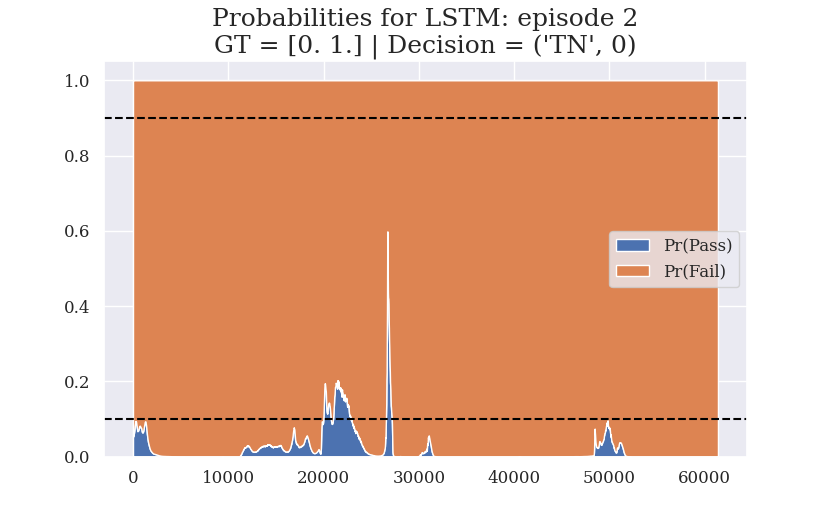 Probabilities for LSTM: episode 2
GT = [0. 1.] | Decision = ('TN', 0)
1.0
0.8
0.6
0.4
0.2
0.0
Pr(Pass)
Pr(Fail)
0 10000 20000 30000 40000 50000 60000